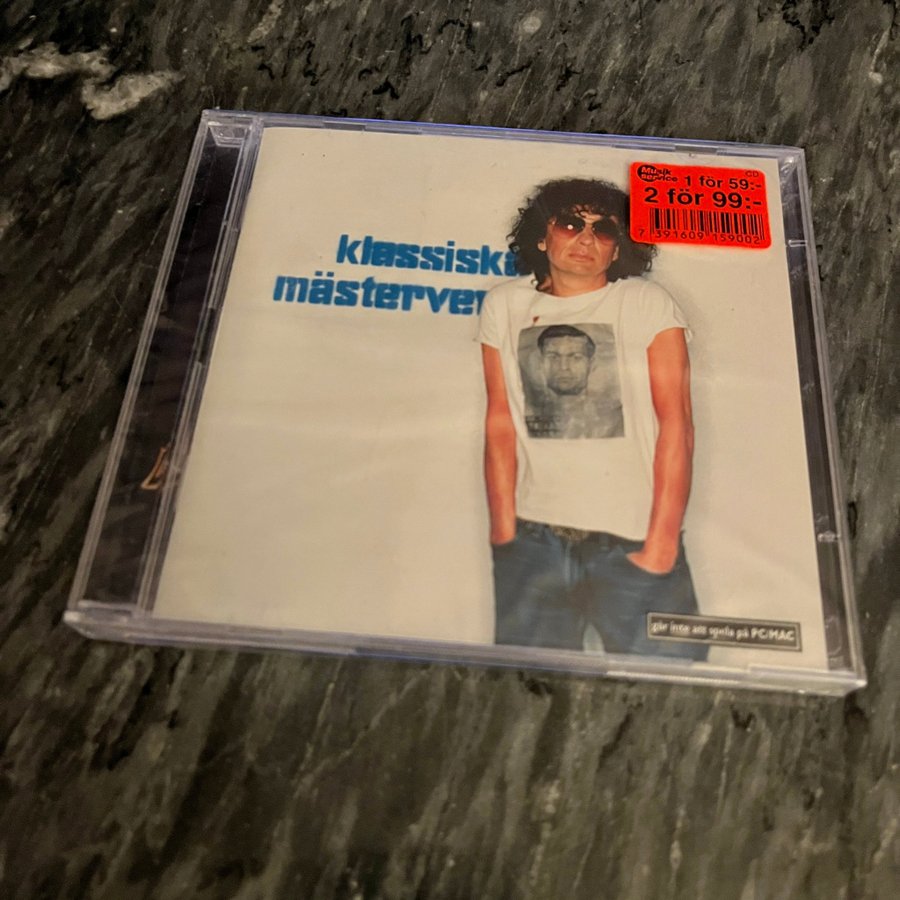 klassiska
mästerver
Musik
service
CD
1 för 59:-
2 för 99:-
7 391609 159002
går inte att spela på PC/MAC